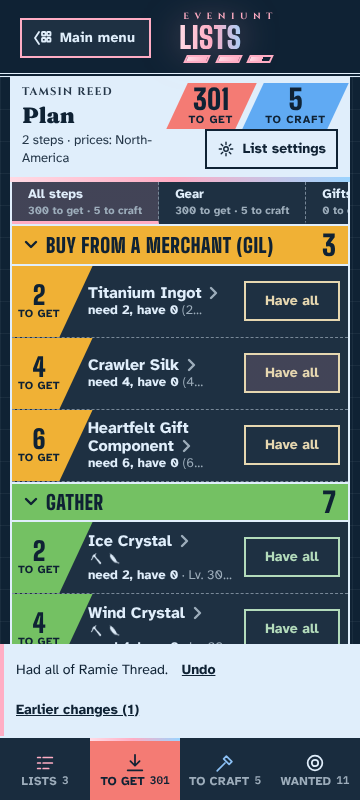 Main menu
EVENIUNT
LISTS
TAMSIN REED
Plan
2 steps · prices: North-
America
301
TO GET
5
TO CRAFT
List settings
All steps
300 to get · 5 to craft
Gear
300 to get · 5 to craft
Gifts
0 to
BUY FROM A MERCHANT (GIL) 3
2
TO GET
Titanium Ingot
need 2, have 0 (2...
Have all
4
TO GET
Crawler Silk
need 4, have 0 (4...
Have all
6
TO GET
Heartfelt Gift
Component
need 6, have 0 (6...
Have all
GATHER 7
2
TO GET
Ice Crystal
need 2, have 0 · Lv. 30...
Have all
4
TO GET
Wind Crystal
Have all
Had all of Ramie Thread. Undo
Earlier changes (1)
LISTS 3
TO GET 301
TO CRAFT 5
WANTED 11